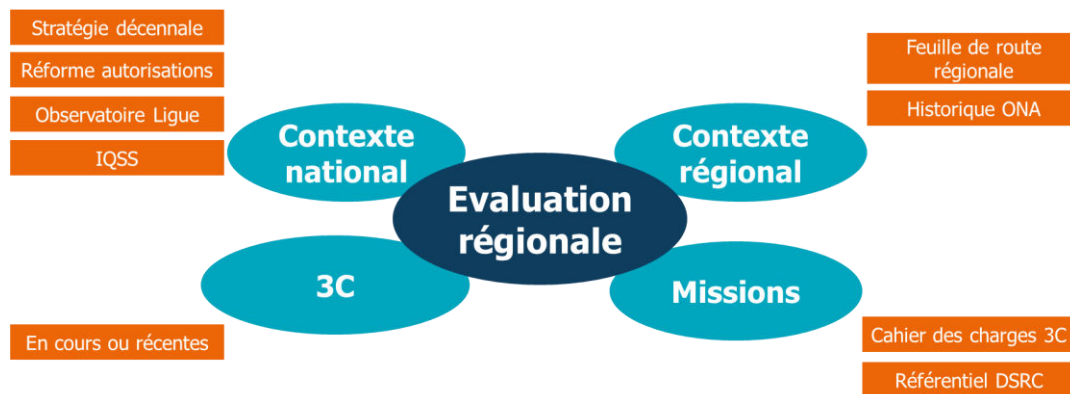 Stratégie décennale
Réforme autorisations
Observatoire Ligue
IQSS
Contexte
national
Feuille de route
régionale
Historique ONA
Contexte
régional
Evaluation
régionale
3C
En cours ou récentes
Missions
Cahier des charges 3C
Référentiel DSRC